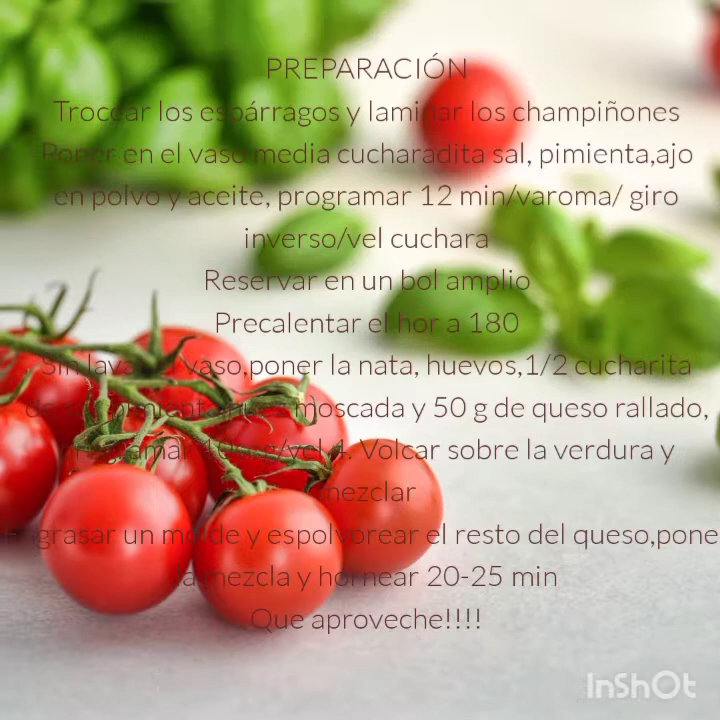 PREPARACIÓN
Trocear los espárragos y laminar los champiñones
Poner en el vaso media cucharadita sal, pimienta,ajo
en polvo y aceite, programar 12 min/varoma/ giro
inverso/vel cuchara
Reservar en un bol amplio
Precalentar el hor a 180
Sin lavar el vaso,poner la nata, huevos,1/2 cucharita
de moscada y 50 g de queso rallado,
4. Volcar sobre la verdura y
mezclar
Engrasar un molde y espolvorear el resto del queso,pone
la mezcla y hornear 20-25 min
Que aproveche!!!!
InShOt